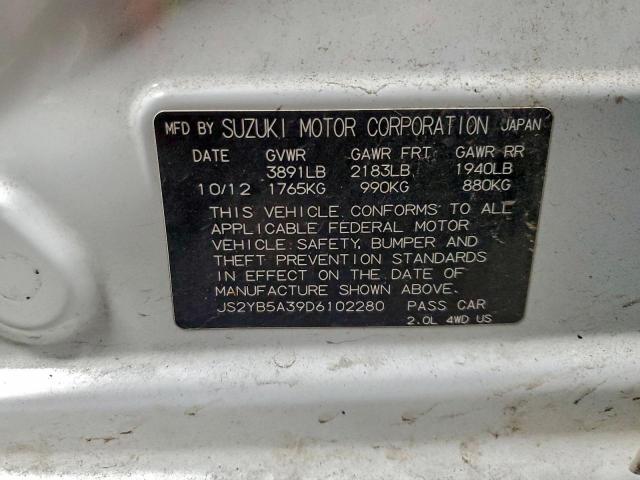 MFD BY SUZUKI MOTOR CORPORATION JAPAN
DATE GVWR GAWR FRT GAWR RR
3891LB 2183LB 1940LB
10/12 1765KG 990KG 880KG
THIS VEHICLE CONFORMS TO ALL
APPLICABLE FEDERAL MOTOR
VEHICLE SAFETY, BUMPER AND
THEFT PREVENTION STANDARDS
IN EFFECT ON THE DATE OF
MANUFACTURE SHOWN ABOVE.
JS2YB5A39D6102280 PASS CAR
2.0L 4WD US